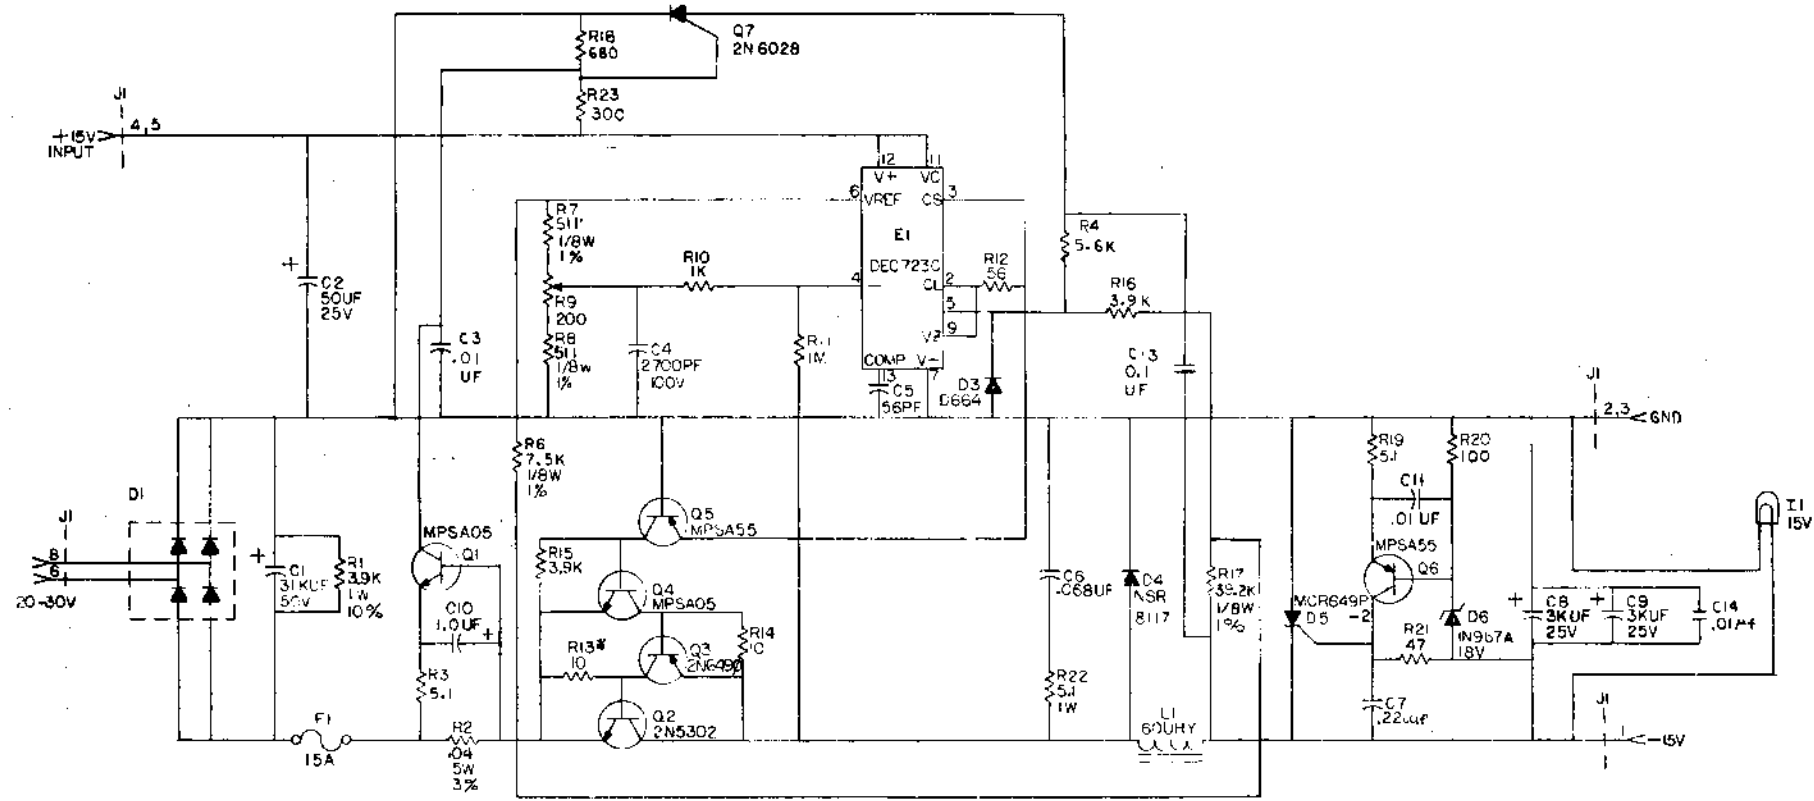 R18
680
Q7
2N 6028
R23
300
J1
4,5
+15V
INPUT
12
11
V+
VC
6
VREF
CS
3
E1
DEC723C
4
CL
2
5
V2
9
COMP
V-
13
7
R7
511
1/8W
1%
R10
1K
R12
56
R4
5.6K
R16
3.9K
C2
50UF
25V
R9
200
R8
511
1/8W
1%
C3
.01
UF
C4
2700PF
100V
R11
1M
C5
56PF
D3
D664
C13
0.1
UF
J1
2,3
GND
R6
7.5K
1/8W
1%
R19
5.1
R20
100
C11
.01UF
D1
J1
8
6
20-30V
C1
31KUF
50V
R1
3.9K
1W
10%
MPSA05
Q1
Q5
MPSA55
R15
3.9K
Q4
MPSA05
C10
1.0UF
R13*
10
Q3
2N6490
R14
10
C6
.068UF
D4
NSR
8117
R17
39.2K
1/8W
1%
MPSA55
Q6
MCR649P
-2
D5
R21
47
D6
1N967A
18V
C8
3KUF
25V
C9
3KUF
25V
C14
.01μf
I1
15V
R3
5.1
R22
5.1
1W
C7
.22uf
F1
15A
R2
.04
5W
3%
Q2
2N5302
L1
60UHY
J1
1
-15V